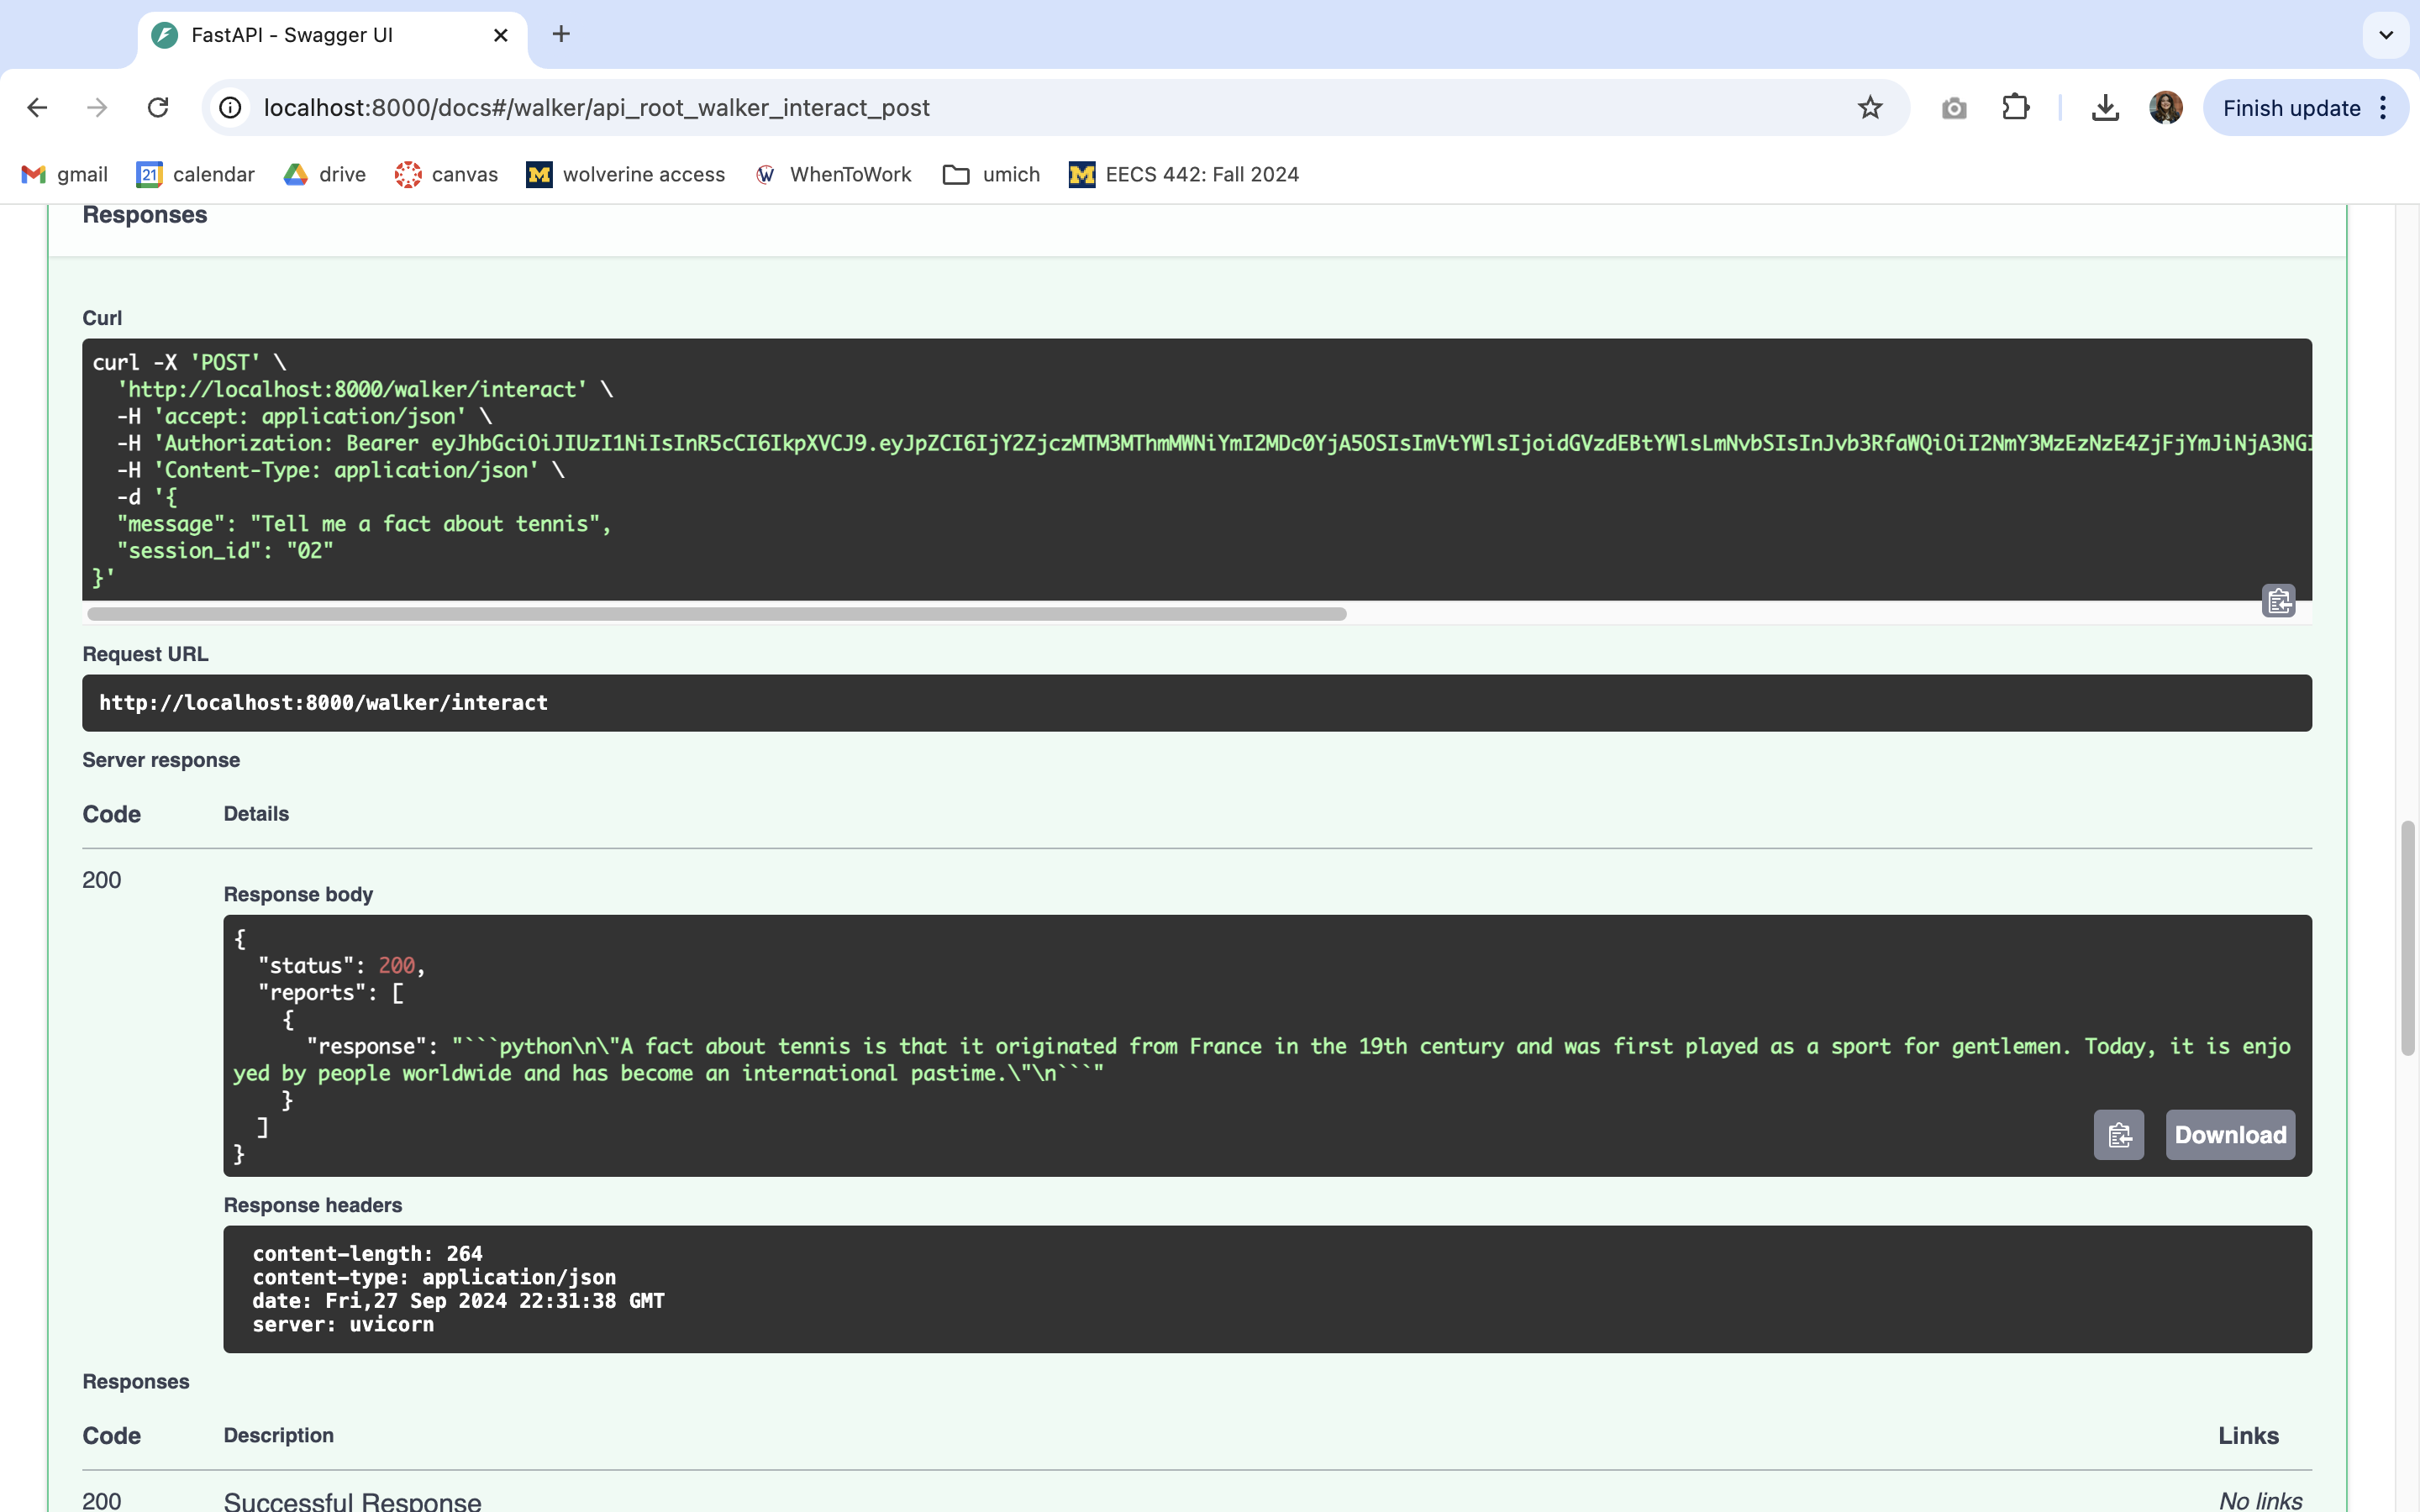 FastAPI - Swagger UI
localhost:8000/docs#/walker/api_root_walker_interact_post
Finish update
gmail
21
calendar
drive
canvas
wolverine access
WhenToWork
umich
EECS 442: Fall 2024
Responses
Curl
curl -X 'POST' \
'http://localhost:8000/walker/interact' \
-H 'accept: application/json' \
-H 'Authorization: Bearer eyJhbGciOiJIUzI1NiIsInR5cCI6IkpXVCJ9.eyJpZCI6IjY2ZjczMTM3MThmMWNiYmI2MDc0YjA5OSIsImVtYWlsIjoidGVzdEBtYWlsLmNvbSIsInJvb3RfaWQiOiI2NmY3MzEzNzE4ZjFjYmJiNjA3NGI
-H 'Content-Type: application/json' \
-d '{
"message": "Tell me a fact about tennis",
"session_id": "02"
}'
Request URL
http://localhost:8000/walker/interact
Server response
Code Details
200
Response body
{
"status": 200,
"reports": [
{
"response": "```python\n\"A fact about tennis is that it originated from France in the 19th century and was first played as a sport for gentlemen. Today, it is enjo
yed by people worldwide and has become an international pastime.\"\n```"
}
]
}
Download
Response headers
content-length: 264
content-type: application/json
date: Fri,27 Sep 2024 22:31:38 GMT
server: uvicorn
Responses
Code Description Links
200 Successful Response No links